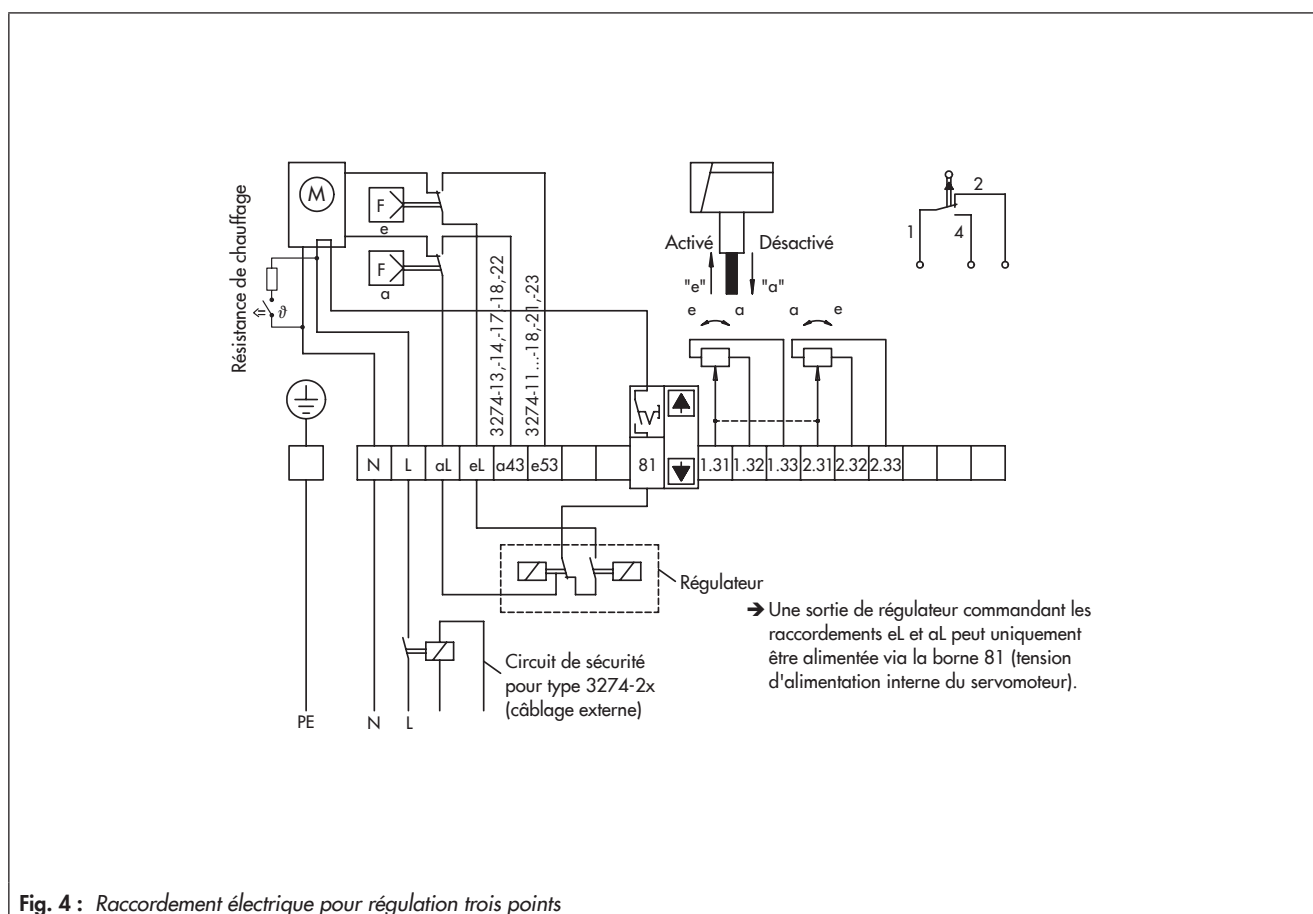 M
F
e
F
a
Résistance de chauffage
ϑ
3274-13,-14,-17,-18,-22
3274-11...-18,-21,-23
Activé
Désactivé
"e"
"a"
e
a
a
e
1
2
4
N
L
aL
eL
a43
e53
81
1.31
1.32
1.33
2.31
2.32
2.33
Régulateur
➔ Une sortie de régulateur commandant les
raccordements eL et aL peut uniquement
être alimentée via la borne 81 (tension
d'alimentation interne du servomoteur).
Circuit de sécurité
pour type 3274-2x
(câblage externe)
PE
N
L
Fig. 4 : Raccordement électrique pour régulation trois points